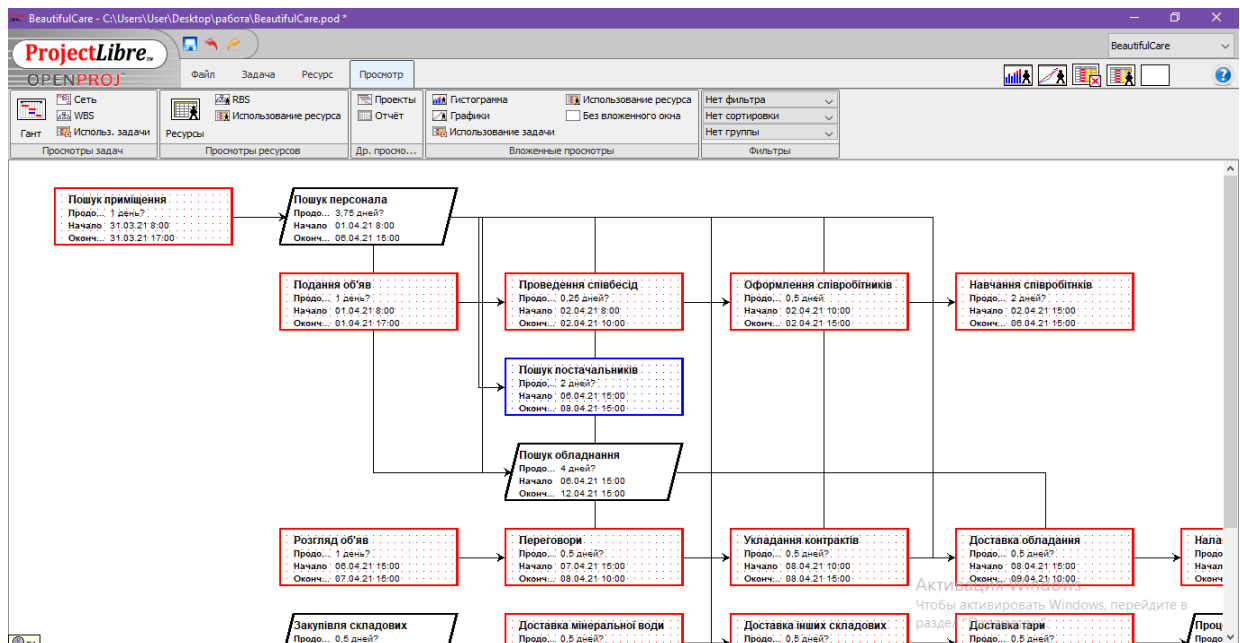 BeautifulCare - C:\Users\User\Desktop\работа\BeautifulCare.pod *
ProjectLibre
OPENPROJ
BeautifulCare
Файл Задача Ресурс Просмотр
Гант
Сеть
WBS
Использ. задачи
Просмотры задач
Ресурсы
RBS
Использование ресурса
Просмотры ресурсов
Проекты
Отчёт
Др. просмо...
Гистограмма
Графики
Использование задачи
Использование ресурса
Без вложенного окна
Вложенные просмотры
Нет фильтра
Нет сортировки
Нет группы
Фильтры
Пошук приміщення
Продо... 1 день?
Начало 31.03.21 8:00
Оконч... 31.03.21 17:00
Пошук персонала
Продо... 3,75 дней?
Начало 01.04.21 8:00
Оконч... 06.04.21 15:00
Подання об'яв
Продо... 1 день?
Начало 01.04.21 8:00
Оконч... 01.04.21 17:00
Проведення співбесід
Продо... 0,25 дней?
Начало 02.04.21 8:00
Оконч... 02.04.21 10:00
Оформлення співробітників
Продо... 0,5 дней
Начало 02.04.21 10:00
Оконч... 02.04.21 15:00
Навчання співробітнків
Продо... 2 дней?
Начало 02.04.21 15:00
Оконч... 06.04.21 15:00
Пошук постачальників
Продо... 2 дней?
Начало 06.04.21 15:00
Оконч... 08.04.21 15:00
Пошук обладнання
Продо... 4 дней?
Начало 06.04.21 15:00
Оконч... 12.04.21 15:00
Розгляд об'яв
Продо... 1 день?
Начало 06.04.21 15:00
Оконч... 07.04.21 15:00
Переговори
Продо... 0,5 дней?
Начало 07.04.21 15:00
Оконч... 08.04.21 10:00
Укладання контрактів
Продо... 0,5 дней?
Начало 08.04.21 10:00
Оконч... 08.04.21 15:00
Доставка обладання
Продо... 0,5 дней?
Начало 08.04.21 15:00
Оконч... 09.04.21 10:00
Нала
Продо
Начал
Оконч
Активация Windows
Чтобы активировать Windows, перейдите в
раздел
Закупівля складових
Продо... 0,5 дней?
Доставка мінеральної води
Продо... 0,5 дней?
Доставка інших складових
Продо... 0,5 дней?
Доставка тари
Продо... 0,5 дней?
Проце
Продо